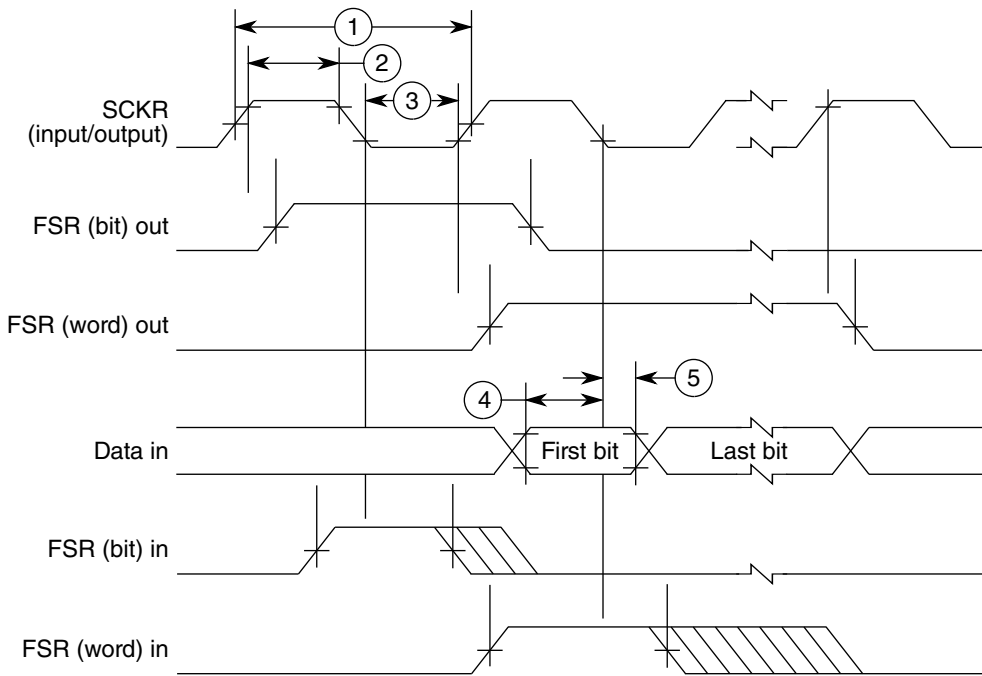 1
2
3
SCKR
(input/output)
FSR (bit) out
FSR (word) out
4
5
Data in
First bit
Last bit
FSR (bit) in
FSR (word) in